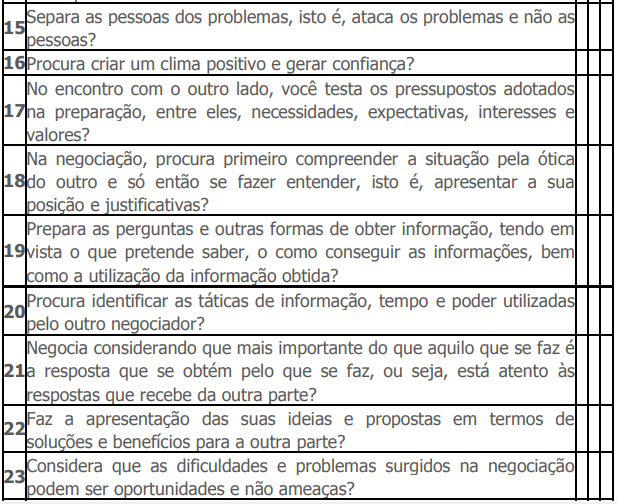 15 Separa as pessoas dos problemas, isto é, ataca os problemas e não as
pessoas?
16 Procura criar um clima positivo e gerar confiança?
No encontro com o outro lado, você testa os pressupostos adotados
17 na preparação, entre eles, necessidades, expectativas, interesses e
valores?
Na negociação, procura primeiro compreender a situação pela ótica
18 do outro e só então se fazer entender, isto é, apresentar a sua
posição e justificativas?
Prepara as perguntas e outras formas de obter informação, tendo em
19 vista o que pretende saber, o como conseguir as informações, bem
como a utilização da informação obtida?
20 Procura identificar as táticas de informação, tempo e poder utilizadas
pelo outro negociador?
Negocia considerando que mais importante do que aquilo que se faz é
21 a resposta que se obtém pelo que se faz, ou seja, está atento às
respostas que recebe da outra parte?
22 Faz a apresentação das suas ideias e propostas em termos de
soluções e benefícios para a outra parte?
23 Considera que as dificuldades e problemas surgidos na negociação
podem ser oportunidades e não ameaças?